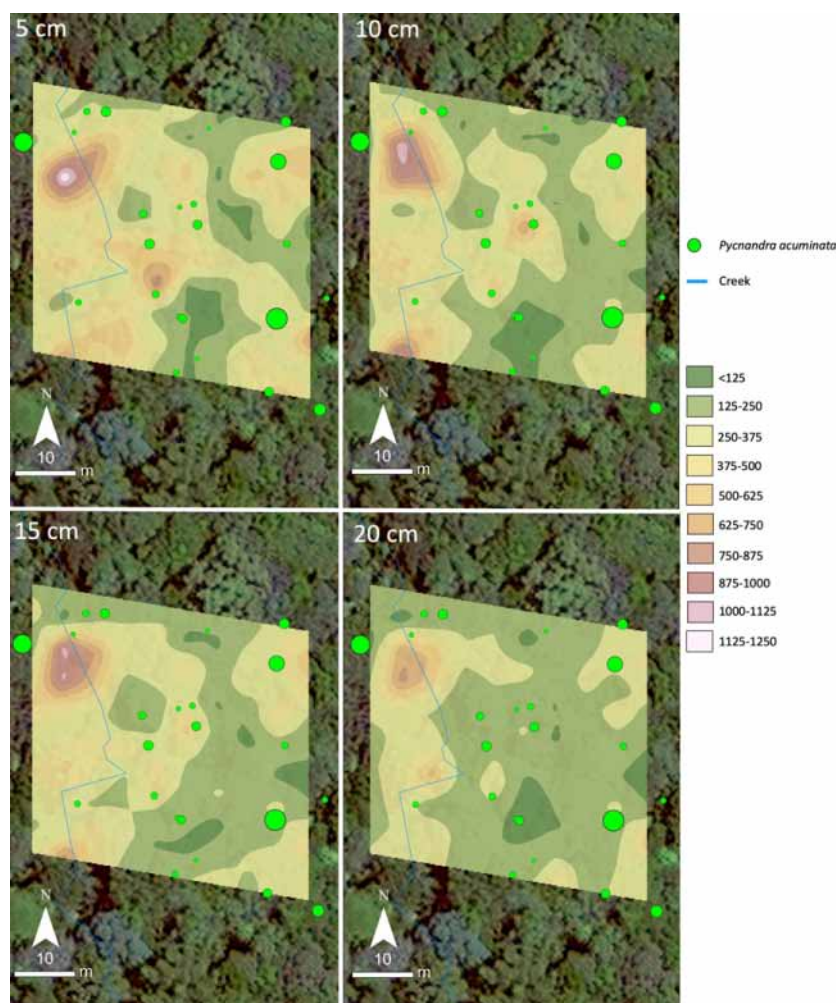 5 cm
10 cm
N
10
m
N
10
m
15 cm
20 cm
N
10
m
N
10
m
Pycnandra acuminata
Creek
<125
125-250
250-375
375-500
500-625
625-750
750-875
875-1000
1000-1125
1125-1250